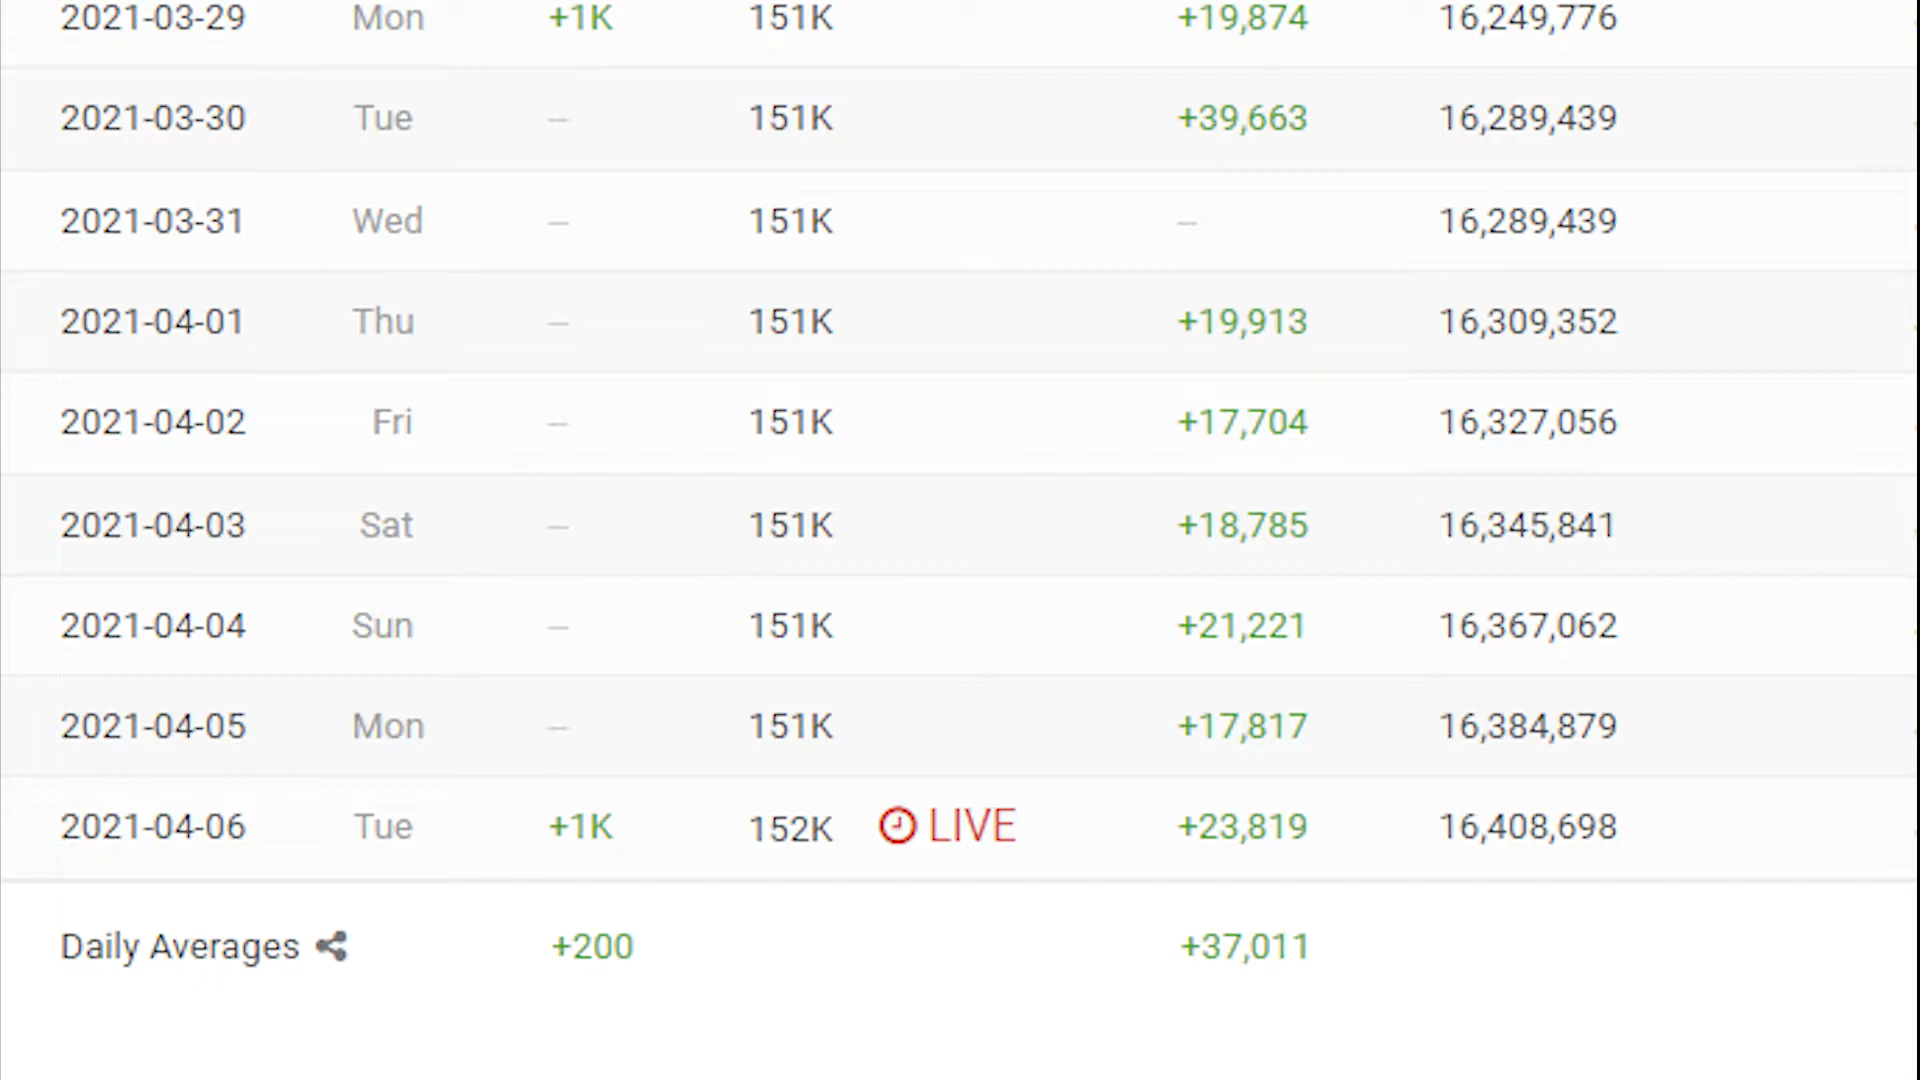 2021-03-29 Mon +1K 151K +19,874 16,249,776
2021-03-30 Tue – 151K +39,663 16,289,439
2021-03-31 Wed – 151K – 16,289,439
2021-04-01 Thu – 151K +19,913 16,309,352
2021-04-02 Fri – 151K +17,704 16,327,056
2021-04-03 Sat – 151K +18,785 16,345,841
2021-04-04 Sun – 151K +21,221 16,367,062
2021-04-05 Mon – 151K +17,817 16,384,879
2021-04-06 Tue +1K 152K LIVE +23,819 16,408,698
Daily Averages +200 +37,011